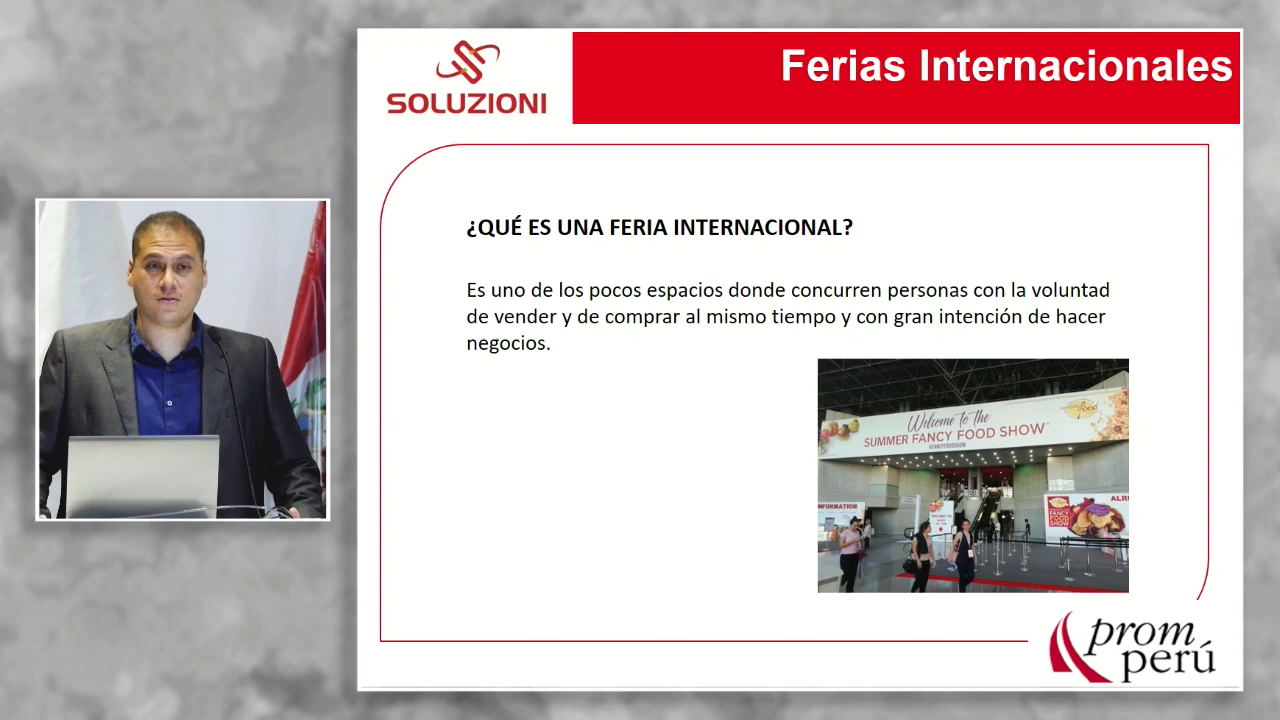 SOLUZIONI
Ferias Internacionales
¿QUÉ ES UNA FERIA INTERNACIONAL?
Es uno de los pocos espacios donde concurren personas con la voluntad
de vender y de comprar al mismo tiempo y con gran intención de hacer
negocios.
Welcome to the
SUMMER FANCY FOOD SHOW
#FANCYFOODSHOW
food
INFORMATION
FANCY
FOOD
SHOW
prom
perú